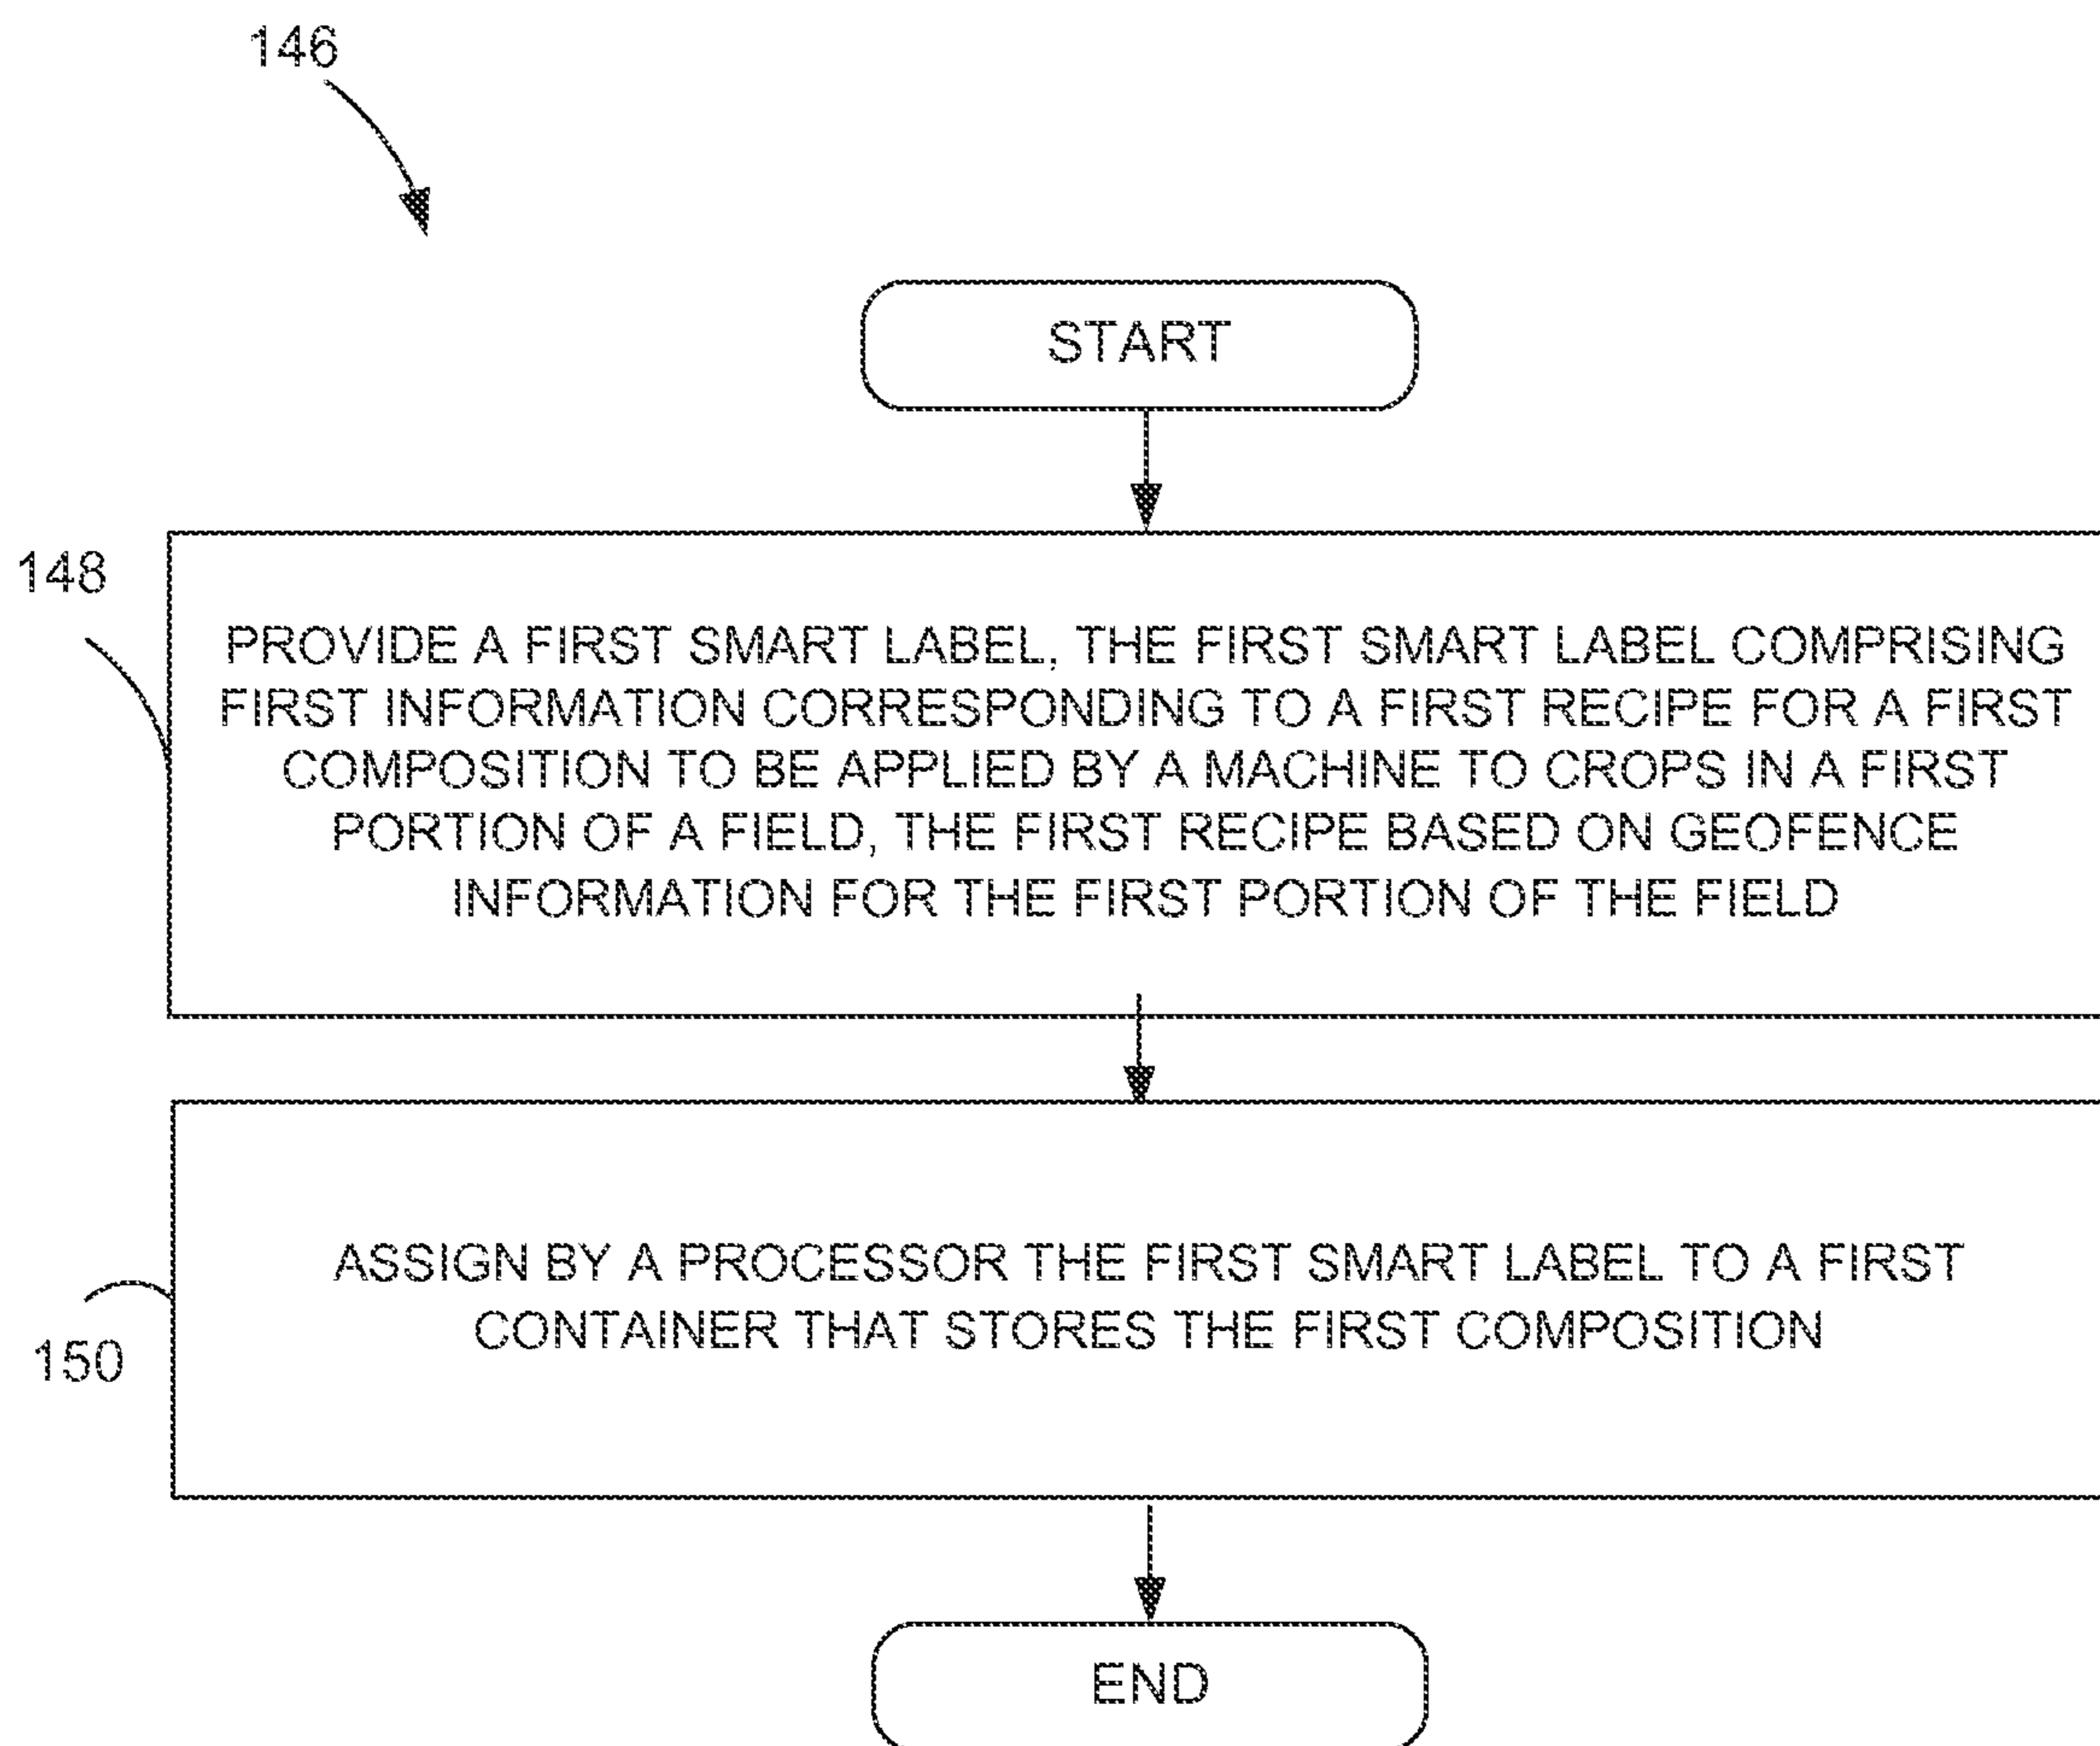 146
START
148
PROVIDE A FIRST SMART LABEL, THE FIRST SMART LABEL COMPRISING
FIRST INFORMATION CORRESPONDING TO A FIRST RECIPE FOR A FIRST
COMPOSITION TO BE APPLIED BY A MACHINE TO CROPS IN A FIRST
PORTION OF A FIELD, THE FIRST RECIPE BASED ON GEOFENCE
INFORMATION FOR THE FIRST PORTION OF THE FIELD
ASSIGN BY A PROCESSOR THE FIRST SMART LABEL TO A FIRST
CONTAINER THAT STORES THE FIRST COMPOSITION
150
END